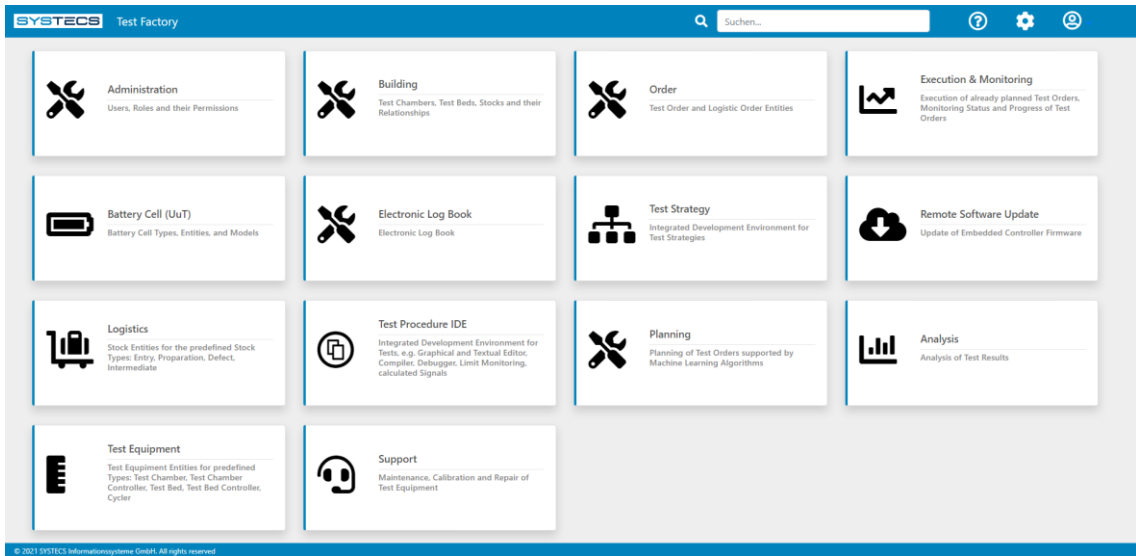 SYSTECS Test Factory Suchen...
Administration
Users, Roles and their Permissions
Building
Test Chambers, Test Beds, Stocks and their
Relationships
Order
Test Order and Logistic Order Entities
Execution & Monitoring
Execution of already planned Test Orders,
Monitoring Status and Progress of Test
Orders
Battery Cell (UuT)
Battery Cell Types, Entities, and Models
Electronic Log Book
Electronic Log Book
Test Strategy
Integrated Development Environment for
Test Strategies
Remote Software Update
Update of Embedded Controller Firmware
Logistics
Stock Entities for the predefined Stock
Types: Entry, Preparation, Defect,
Intermediate
Test Procedure IDE
Integrated Development Environment for
Tests, e.g. Graphical and Textual Editor,
Compiler, Debugger, Limit Monitoring,
calculated Signals
Planning
Planning of Test Orders supported by
Machine Learning Algorithms
Analysis
Analysis of Test Results
Test Equipment
Test Equpiment Entities for predefined
Types: Test Chamber, Test Chamber
Controller, Test Bed, Test Bed Controller,
Cycler
Support
Maintenance, Calibration and Repair of
Test Equipment
© 2021 SYSTECS Informationssysteme GmbH. All rights reserved